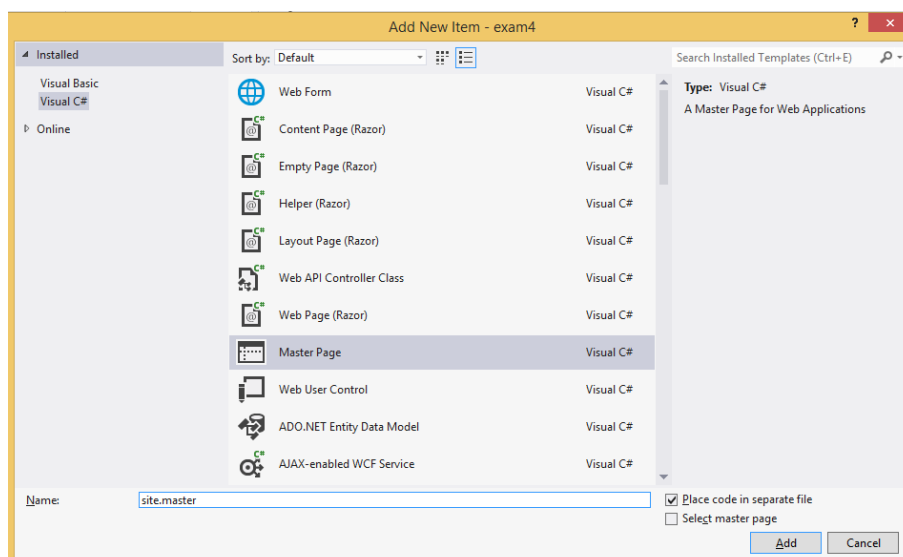 Add New Item - exam4
? ×
Installed
Sort by: Default
Search Installed Templates (Ctrl+E)
Visual Basic
Visual C#
Online
Web Form Visual C#
Content Page (Razor) Visual C#
Empty Page (Razor) Visual C#
Helper (Razor) Visual C#
Layout Page (Razor) Visual C#
Web API Controller Class Visual C#
Web Page (Razor) Visual C#
Master Page Visual C#
Web User Control Visual C#
ADO.NET Entity Data Model Visual C#
AJAX-enabled WCF Service Visual C#
Type: Visual C#
A Master Page for Web Applications
Name: site.master
Place code in separate file
Select master page
Add Cancel